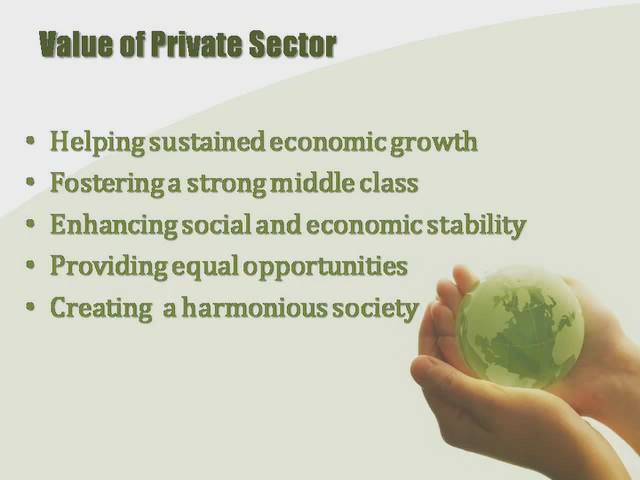 Value of Private Sector
• Helping sustained economic growth
• Fostering a strong middle class
• Enhancing social and economic stability
• Providing equal opportunities
• Creating  a harmonious society